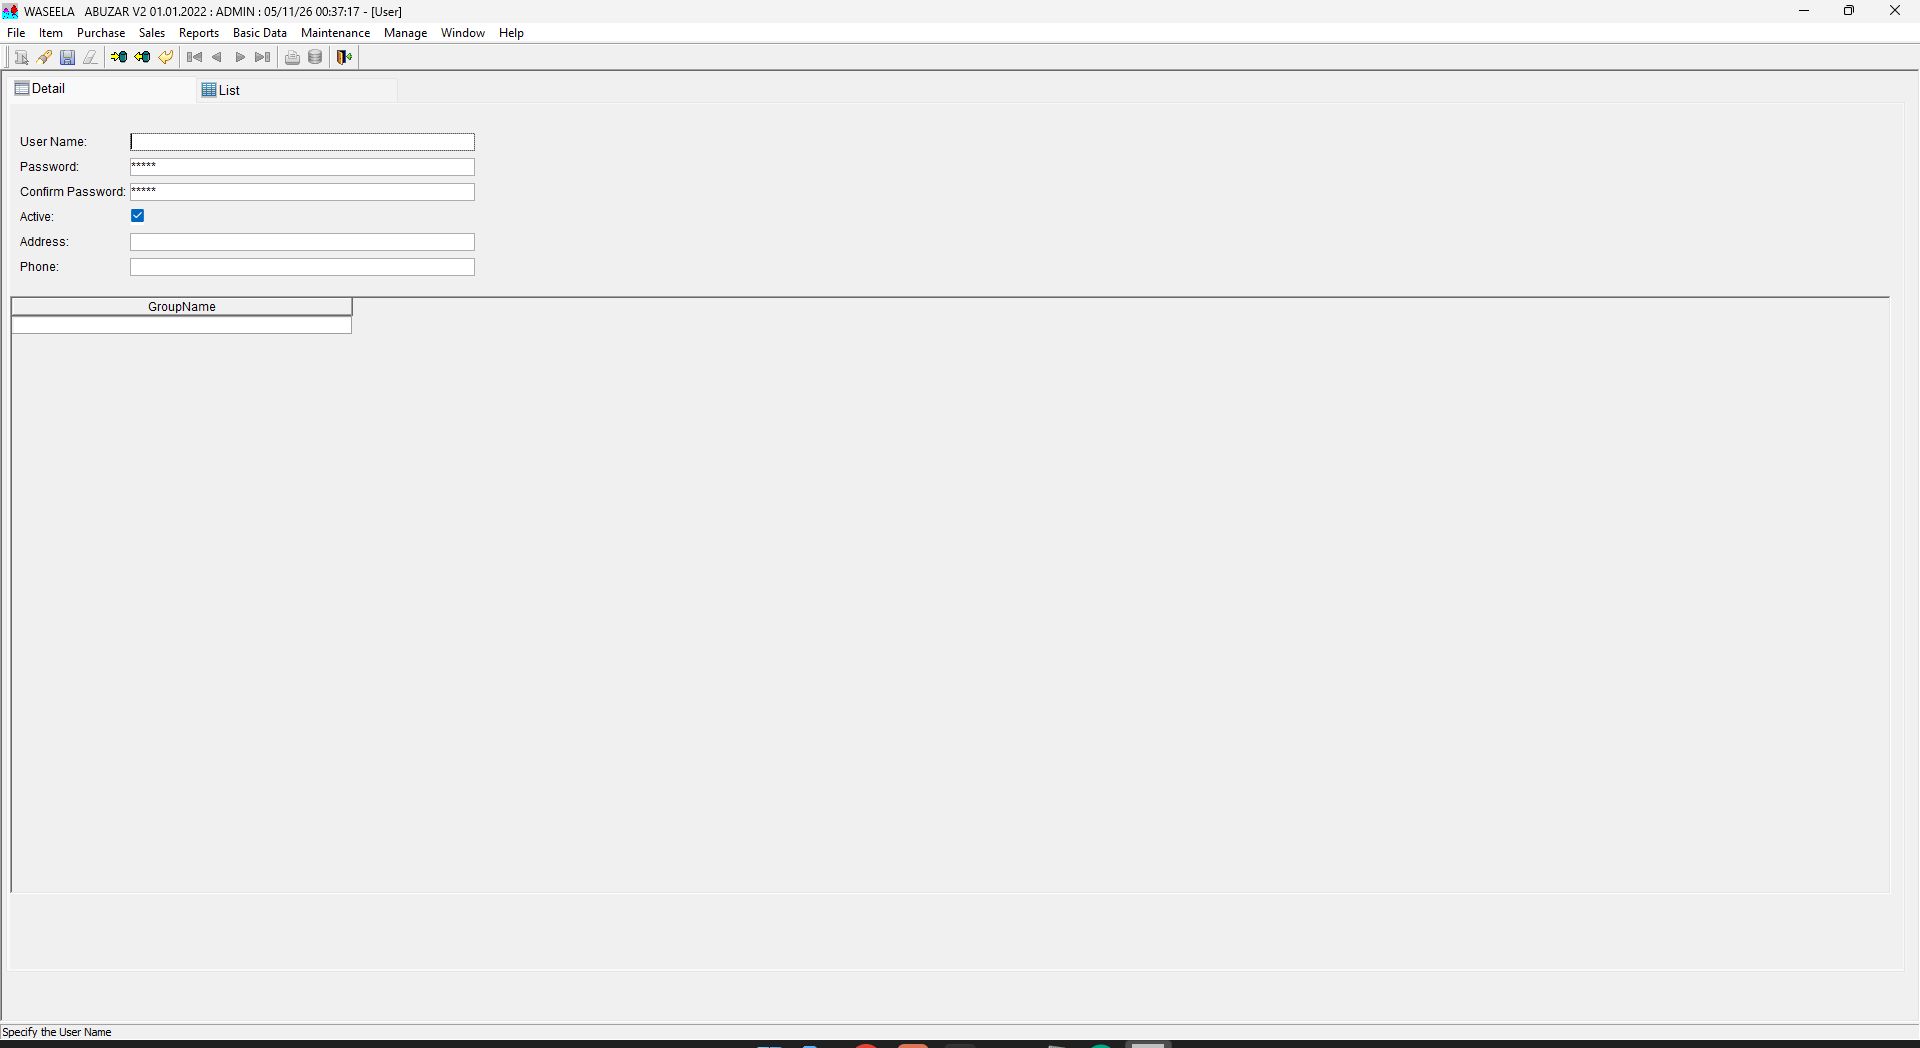 WASEELA   ABUZAR V2 01.01.2022 : ADMIN : 05/11/26 00:37:17 - [User]
File Item Purchase Sales Reports Basic Data Maintenance Manage Window Help
Detail List
User Name:
Password: *****
Confirm Password: *****
Active:
Address:
Phone:
GroupName
Specify the User Name